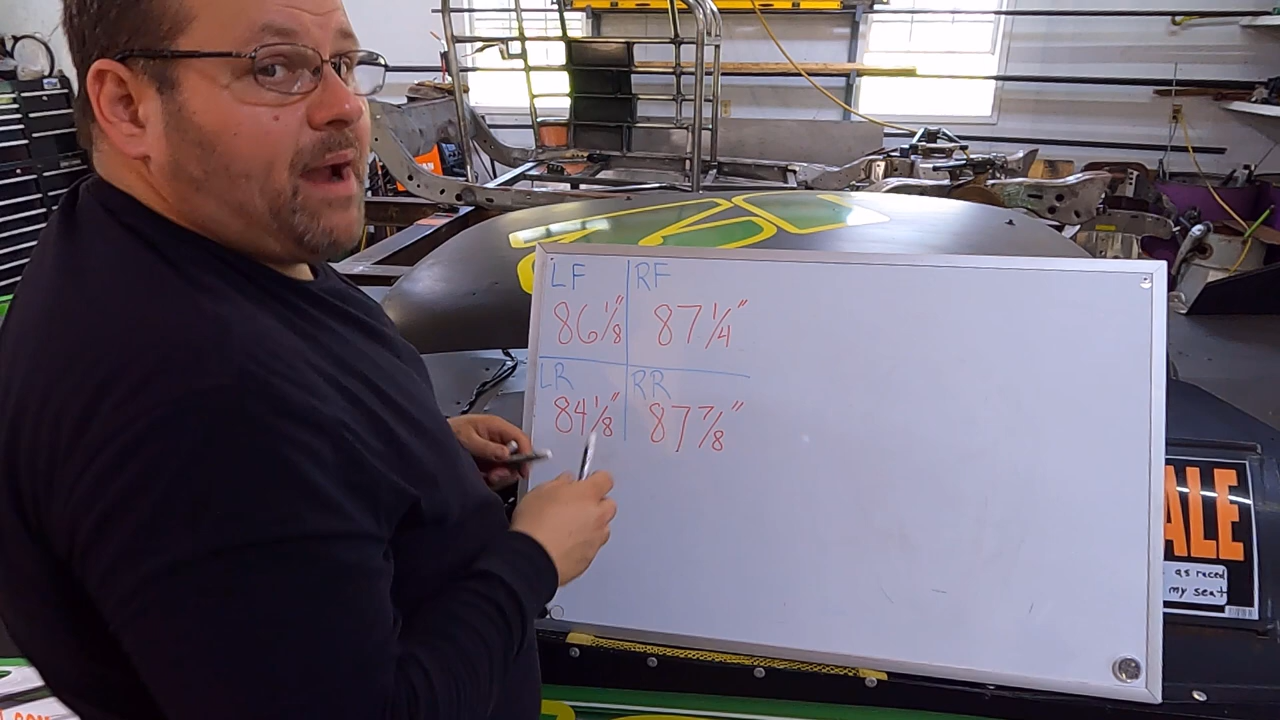 LF RF
86 1/8" 87 1/4"
LR RR
84 1/8" 87 7/8"
ALE
as raced
my seat